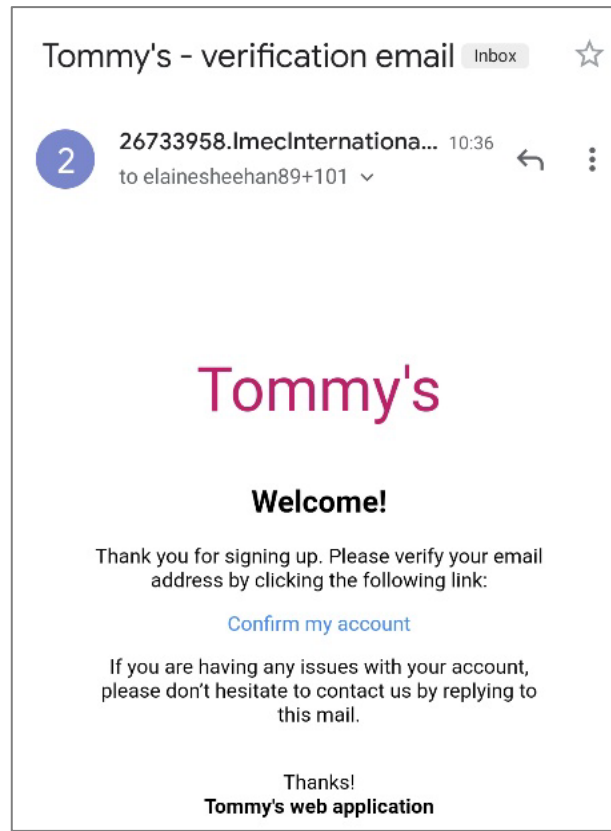 Tommy's - verification email Inbox
2
26733958.ImecInternationa... 10:36
to elainesheehan89+101
Tommy's
Welcome!
Thank you for signing up. Please verify your email
address by clicking the following link:
Confirm my account
If you are having any issues with your account,
please don't hesitate to contact us by replying to
this mail.
Thanks!
Tommy's web application